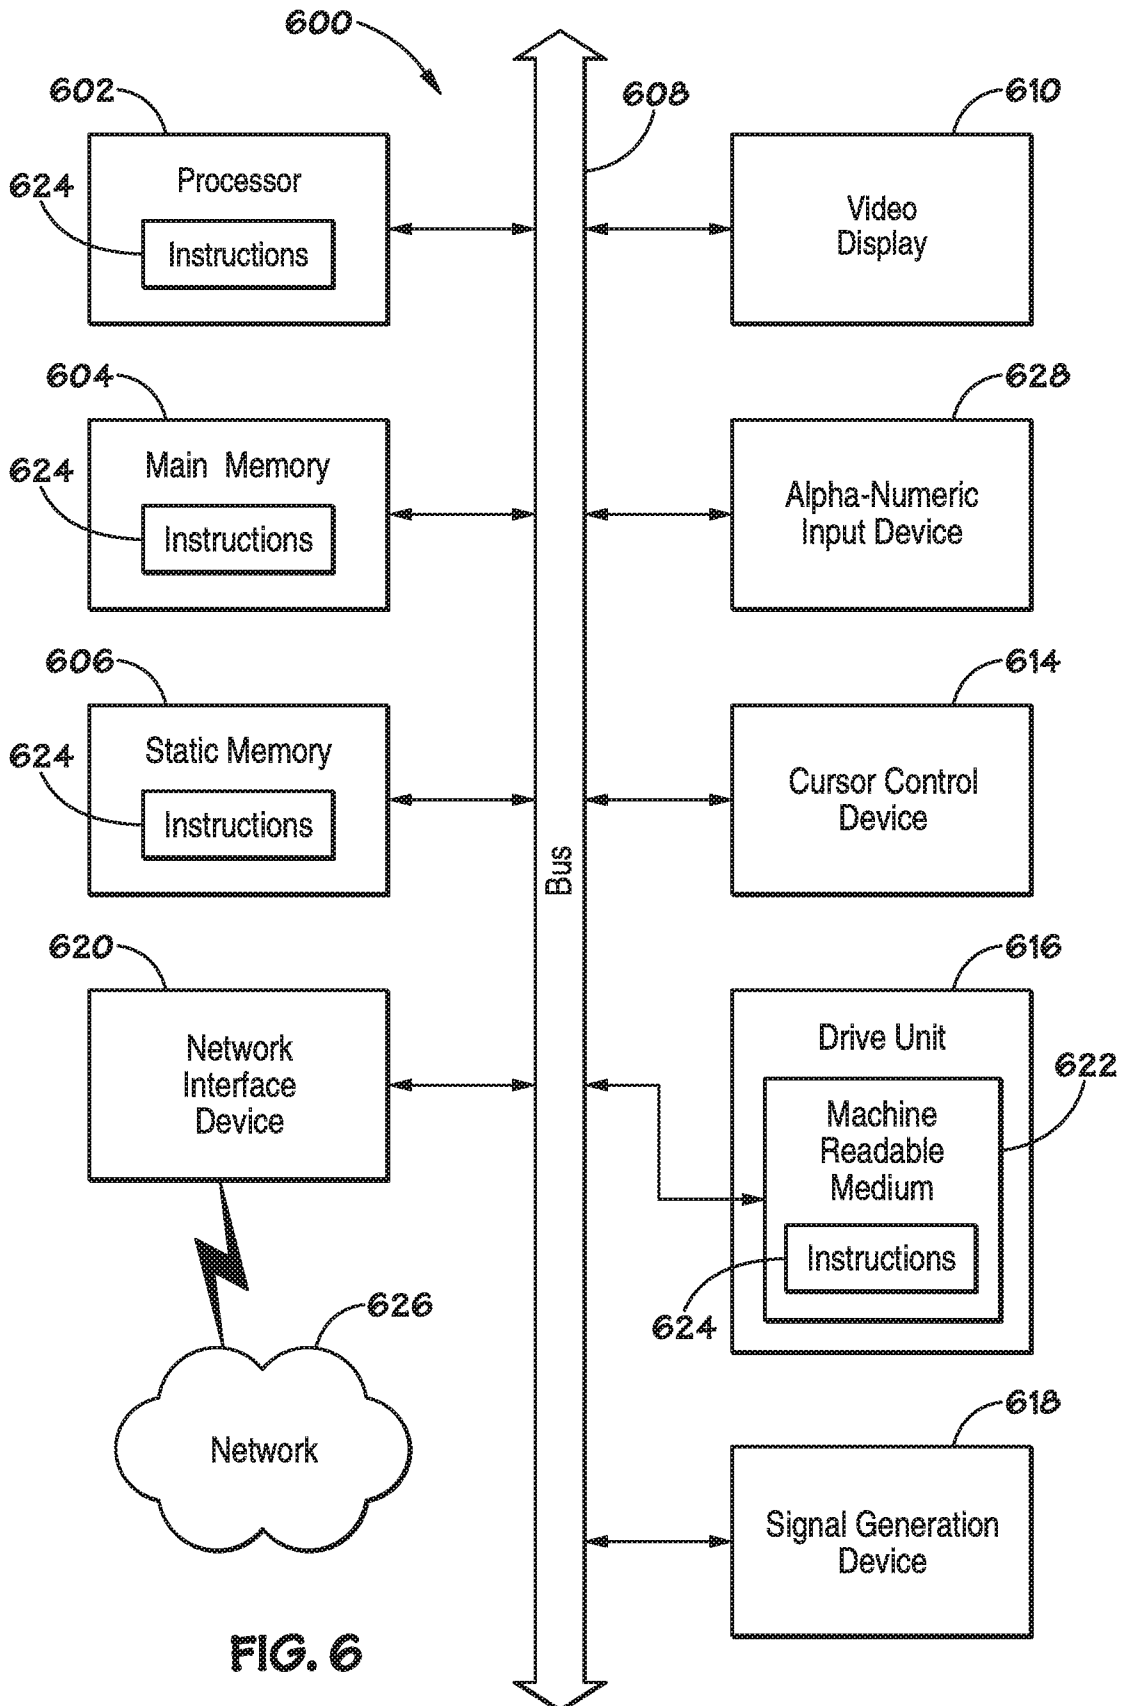 600
602
608
610
Processor
624
Instructions
Video
Display
604
628
Main Memory
624
Instructions
Alpha-Numeric
Input Device
606
614
Static Memory
624
Instructions
Cursor Control
Device
Bus
620
616
Network
Interface
Device
Drive Unit
622
Machine
Readable
Medium
Instructions
624
626
Network
618
Signal Generation
Device
FIG. 6